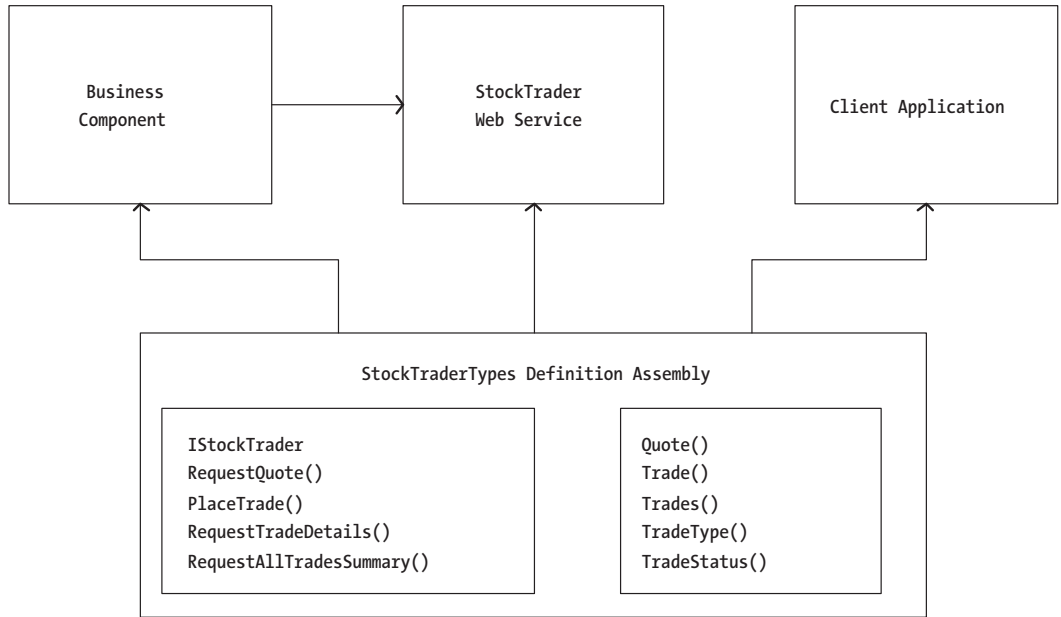 Business
Component
StockTrader
Web Service
Client Application
StockTraderTypes Definition Assembly
IStockTrader
RequestQuote()
PlaceTrade()
RequestTradeDetails()
RequestAllTradesSummary()
Quote()
Trade()
Trades()
TradeType()
TradeStatus()